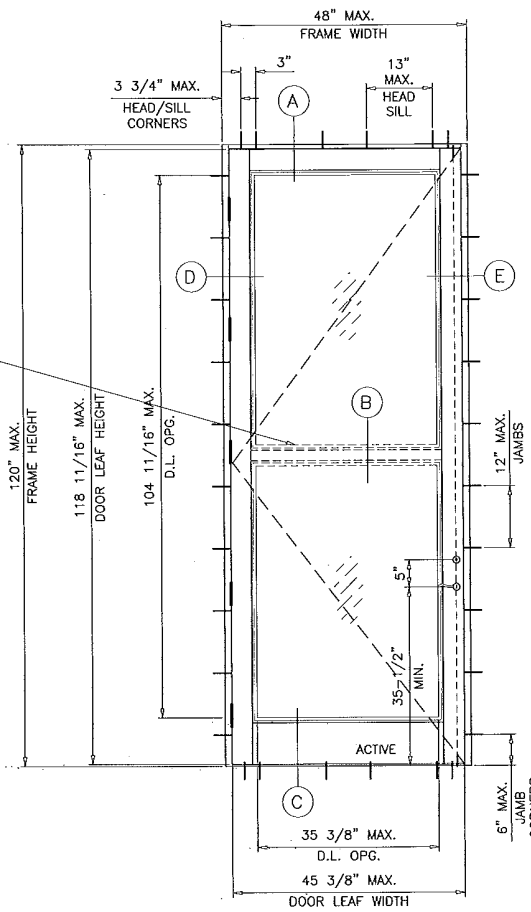 48" MAX.
FRAME WIDTH
3"
13"
MAX.
HEAD
SILL
3 3/4" MAX.
HEAD/SILL
CORNERS
A
D
E
B
120" MAX.
FRAME HEIGHT
118 11/16" MAX.
DOOR LEAF HEIGHT
104 11/16" MAX.
D.L. OPG.
12" MAX.
JAMBS
5"
35-1/2"
MIN.
ACTIVE
C
6" MAX.
JAMB
35 3/8" MAX.
D.L. OPG.
45 3/8" MAX.
DOOR LEAF WIDTH